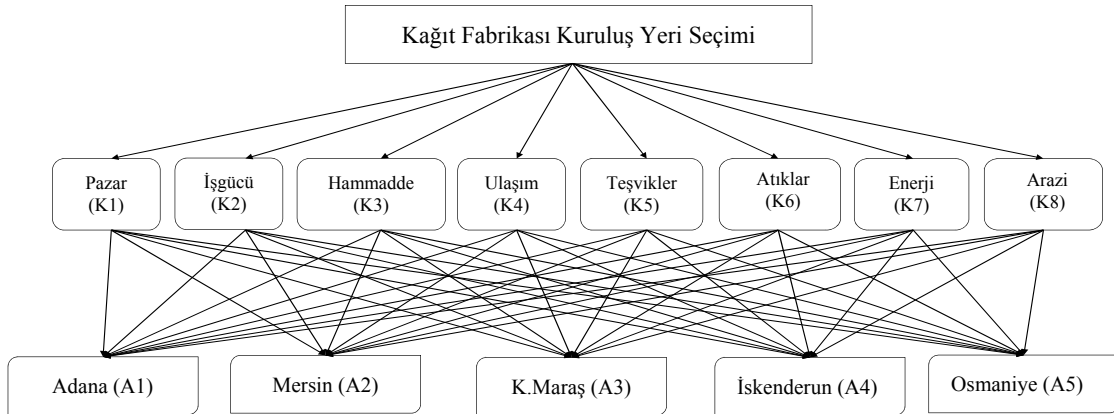 Kağıt Fabrikası Kuruluş Yeri Seçimi
Pazar
(K1)
İşgücü
(K2)
Hammadde
(K3)
Ulaşım
(K4)
Teşvikler
(K5)
Atıklar
(K6)
Enerji
(K7)
Arazi
(K8)
Adana (A1)
Mersin (A2)
K.Maraş (A3)
İskenderun (A4)
Osmaniye (A5)